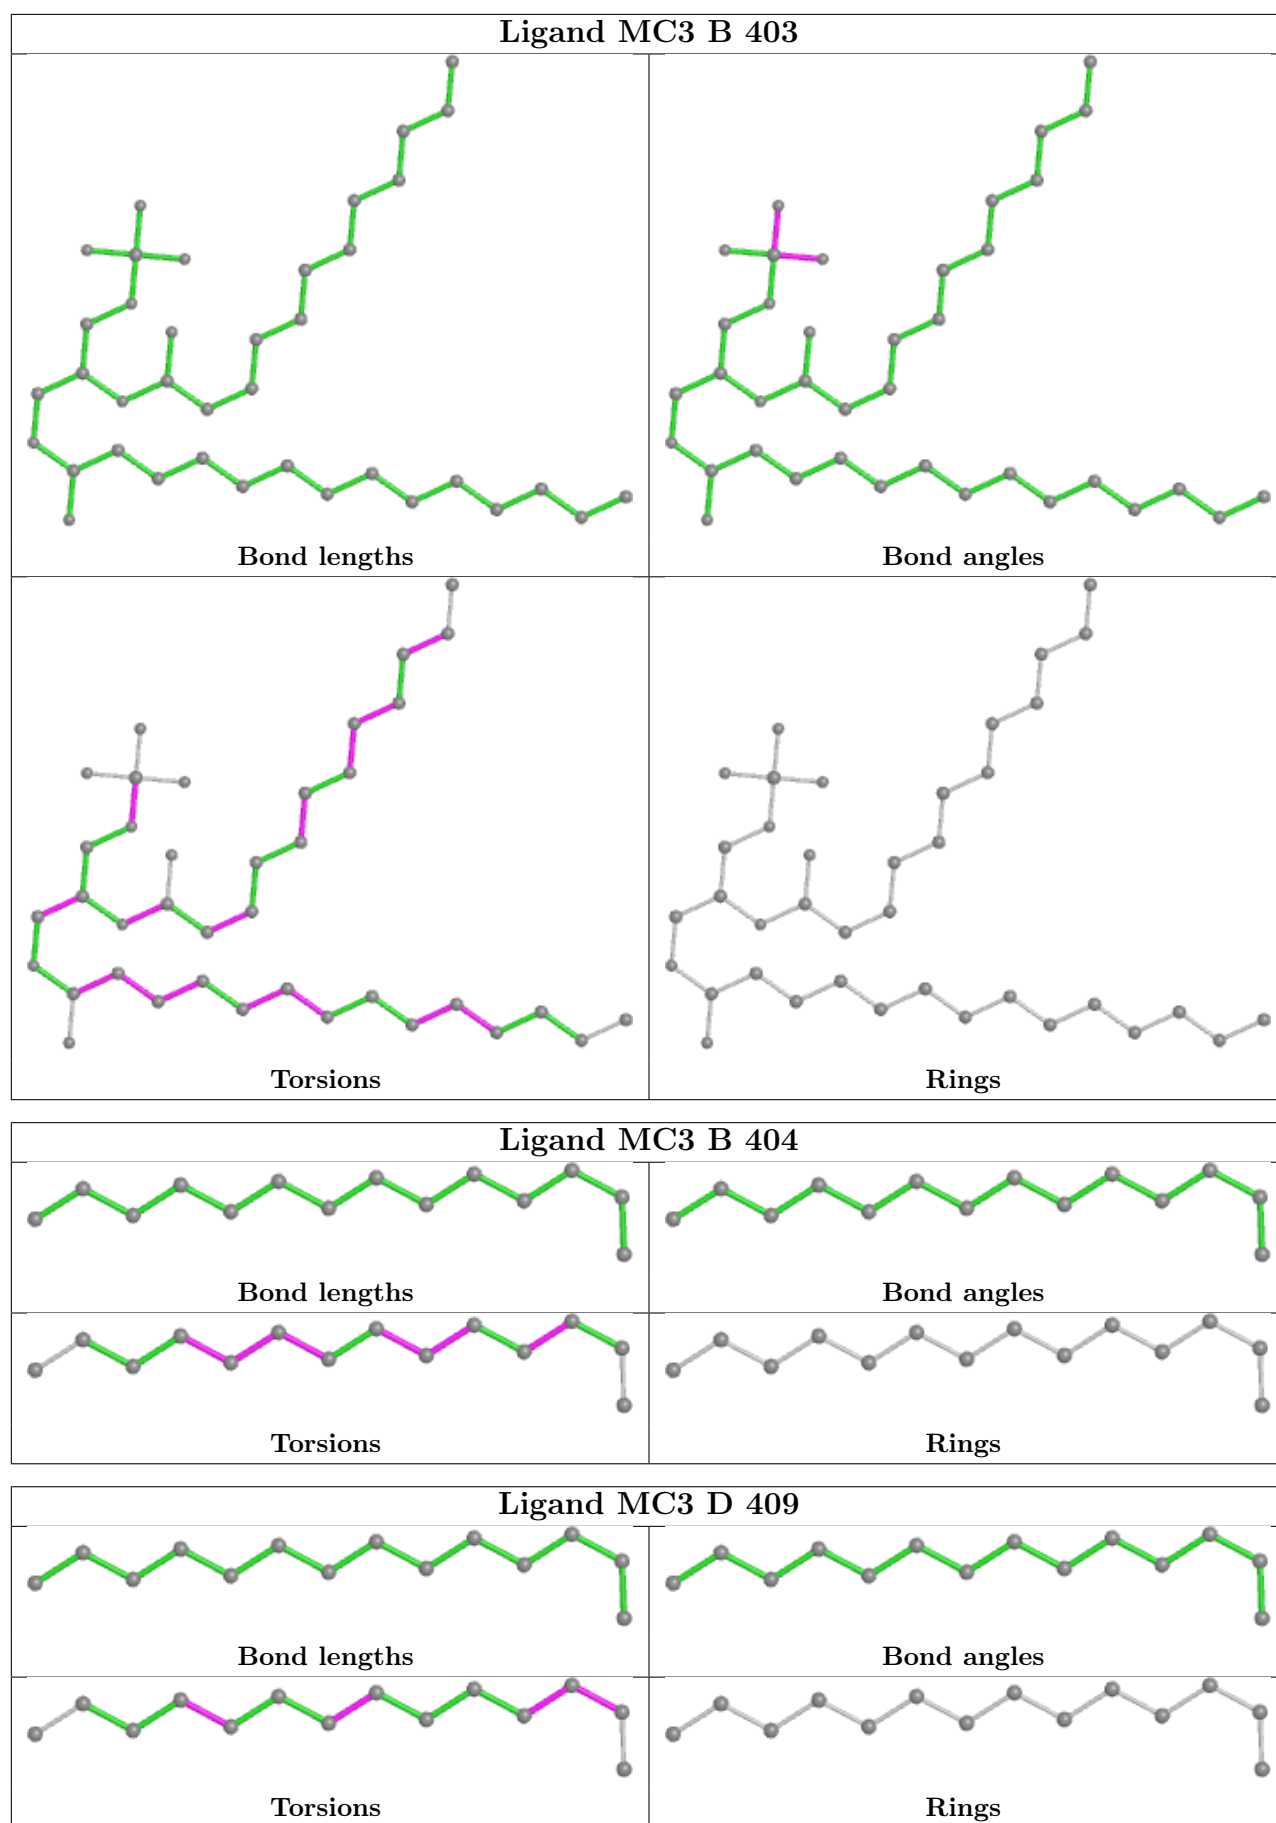 Ligand MC3 B 403
Bond lengths
Bond angles
Torsions
Rings
Ligand MC3 B 404
Bond lengths
Bond angles
Torsions
Rings
Ligand MC3 D 409
Bond lengths
Bond angles
Torsions
Rings